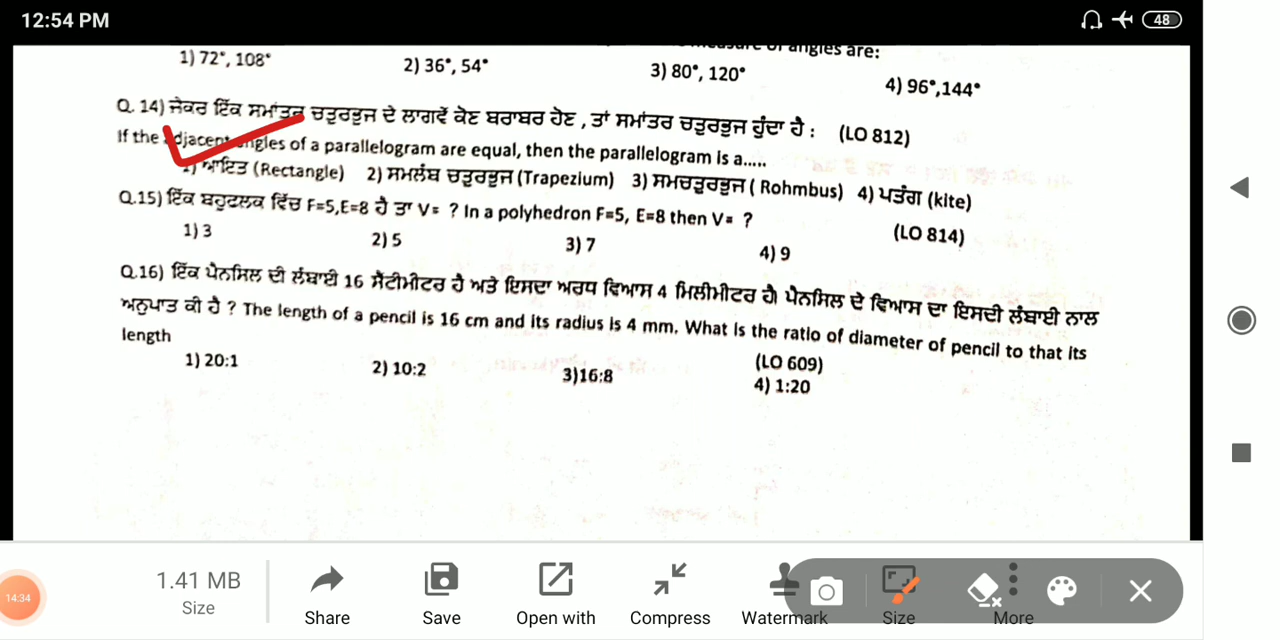 12:54 PM
48
measure of angles are:
1) 72°, 108°
2) 36°, 54°
3) 80°, 120°
4) 96°,144°
Q. 14) ਜੇਕਰ ਇੱਕ ਸਮਾਂਤਰ ਚਤੁਰਭੁਜ ਦੇ ਲਾਗਵੇਂ ਕੋਣ ਬਰਾਬਰ ਹੋਣ , ਤਾਂ ਸਮਾਂਤਰ ਚਤੁਰਭੁਜ ਹੁੰਦਾ ਹੈ : (LO 812)
If the adjacent angles of a parallelogram are equal, then the parallelogram is a.....
1) ਆਇਤ (Rectangle) 2) ਸਮਲੰਬ ਚਤੁਰਭੁਜ (Trapezium) 3) ਸਮਚਤੁਰਭੁਜ ( Rohmbus) 4) ਪਤੰਗ (kite)
Q.15) ਇੱਕ ਬਹੁਫਲਕ ਵਿੱਚ F=5,E=8 ਹੈ ਤਾ V= ? In a polyhedron F=5, E=8 then V= ?
(LO 814)
1) 3
2) 5
3) 7
4) 9
Q.16) ਇੱਕ ਪੈਨਸਿਲ ਦੀ ਲੰਬਾਈ 16 ਸੈਂਟੀਮੀਟਰ ਹੈ ਅਤੇ ਇਸਦਾ ਅਰਧ ਵਿਆਸ 4 ਮਿਲੀਮੀਟਰ ਹੈ। ਪੈਨਸਿਲ ਦੇ ਵਿਆਸ ਦਾ ਇਸਦੀ ਲੰਬਾਈ ਨਾਲ
ਅਨੁਪਾਤ ਕੀ ਹੈ ? The length of a pencil is 16 cm and its radius is 4 mm. What is the ratio of diameter of pencil to that its
length
(LO 609)
1) 20:1
2) 10:2
3)16:8
4) 1:20
14:34
1.41 MB
Size
Share
Save
Open with
Compress
Watermark
Size
More